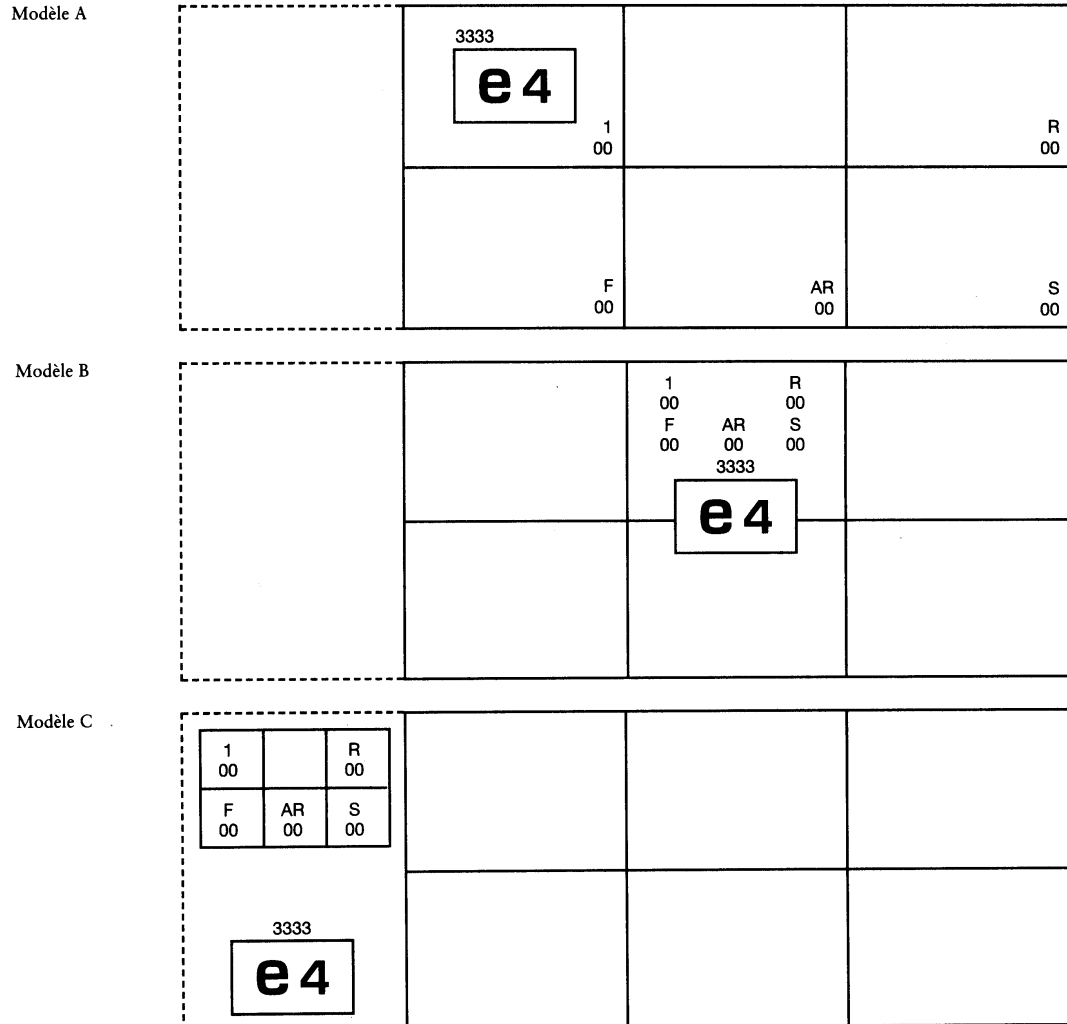 Modèle A
3333
e 4
1
00
R
00
F
00
AR
00
S
00
Modèle B
1 R
00 00
F AR S
00 00 00
3333
e 4
Modèle C
1 R
00 00
F AR S
00 00 00
3333
e 4